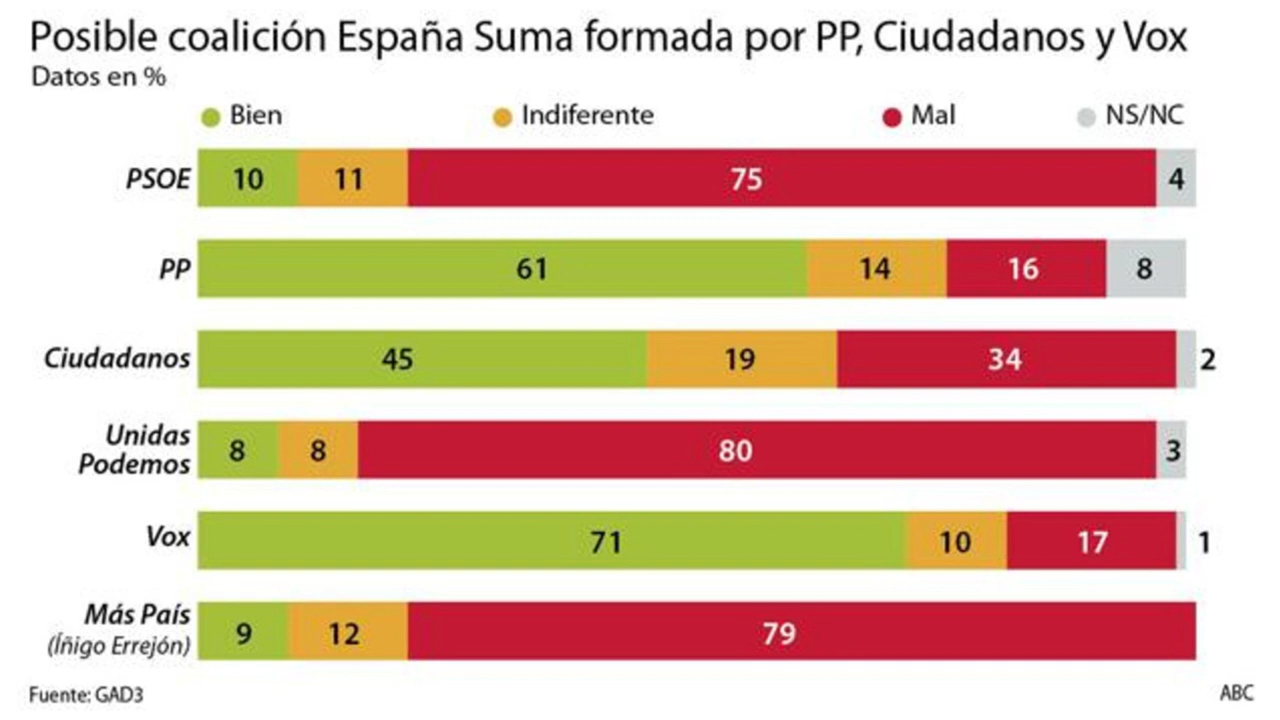 Posible coalición España Suma formada por PP, Ciudadanos y Vox
Datos en %
Bien Indiferente Mal NS/NC
PSOE 10 11 75 4
PP 61 14 16 8
Ciudadanos 45 19 34 2
Unidas
Podemos 8 8 80 3
Vox 71 10 17 1
Más País
(Íñigo Errejón) 9 12 79
Fuente: GAD3 ABC